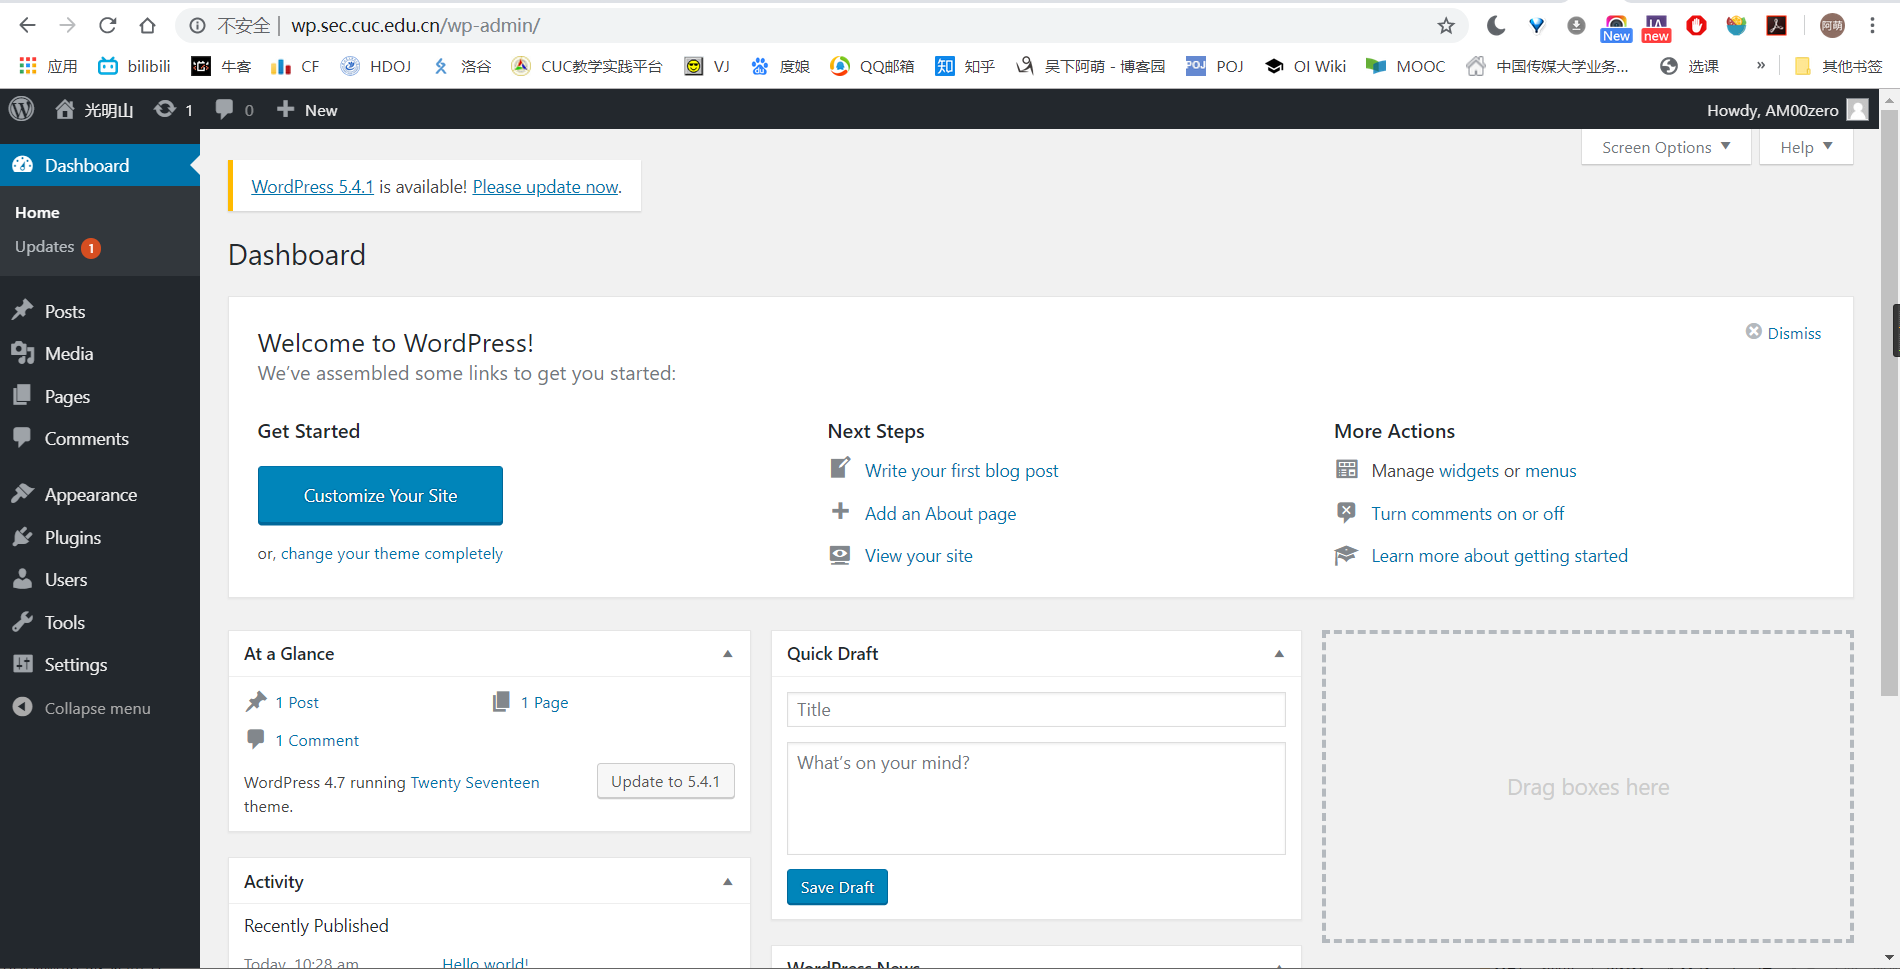 不安全 | wp.sec.cuc.edu.cn/wp-admin/
New new 阿萌
应用 bilibili 牛客 CF HDOJ 洛谷 CUC教学实践平台 VJ 度娘 QQ邮箱 知 知乎 吴下阿萌 - 博客园 POJ POJ OI Wiki MOOC 中国传媒大学业务... 选课 » 其他书签
光明山 1 0 New
Howdy, AM00zero
Dashboard
Home
Updates 1
Posts
Media
Pages
Comments
Appearance
Plugins
Users
Tools
Settings
Collapse menu
Screen Options Help
WordPress 5.4.1 is available! Please update now.
Dashboard
Welcome to WordPress!
We’ve assembled some links to get you started:
Dismiss
Get Started
Customize Your Site
or, change your theme completely
Next Steps
Write your first blog post
Add an About page
View your site
More Actions
Manage widgets or menus
Turn comments on or off
Learn more about getting started
At a Glance
1 Post 1 Page
1 Comment
WordPress 4.7 running Twenty Seventeen
theme.
Update to 5.4.1
Activity
Recently Published
Today, 10:28 am Hello world!
Quick Draft
Title
What’s on your mind?
Save Draft
WordPress News
Drag boxes here